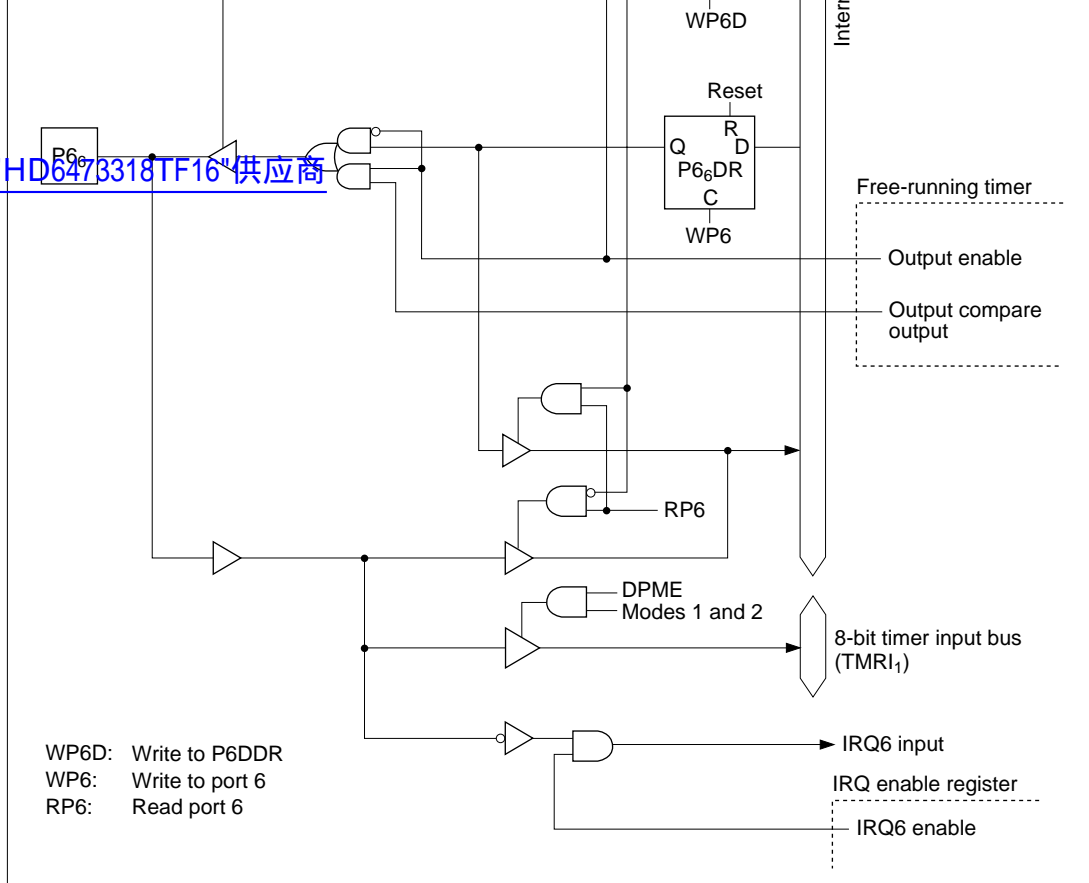 WP6D
Intern
Reset
R
Q
D
P6₆DR
C
WP6
P6₆
HD6473318TF16"供应商
Free-running timer
Output enable
Output compare
output
RP6
DPME
Modes 1 and 2
8-bit timer input bus
(TMRI₁)
WP6D: Write to P6DDR
WP6: Write to port 6
RP6: Read port 6
IRQ6 input
IRQ enable register
IRQ6 enable